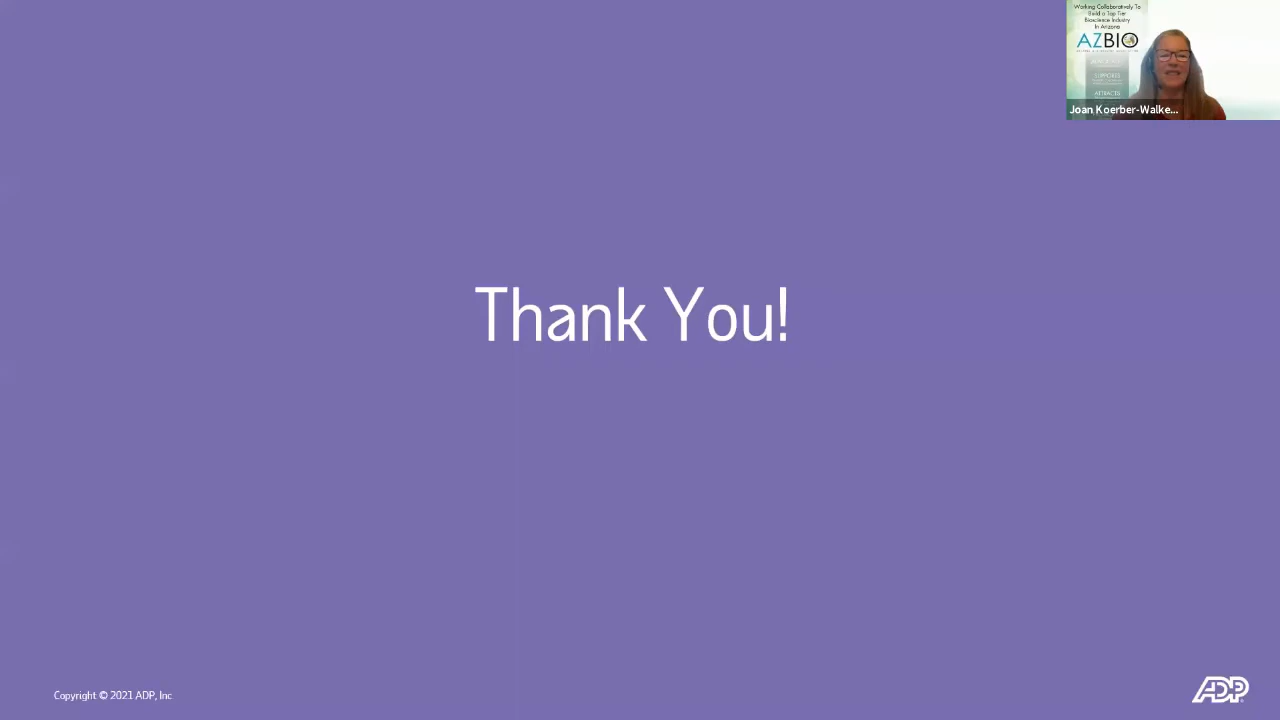 Working Collaboratively To
Build a Top Tier
Bioscience Industry
In Arizona
AZBIO
SUPPORTS
ATTRACTS
Joan Koerber-Walke...
Thank You!
Copyright © 2021 ADP, Inc
ADP